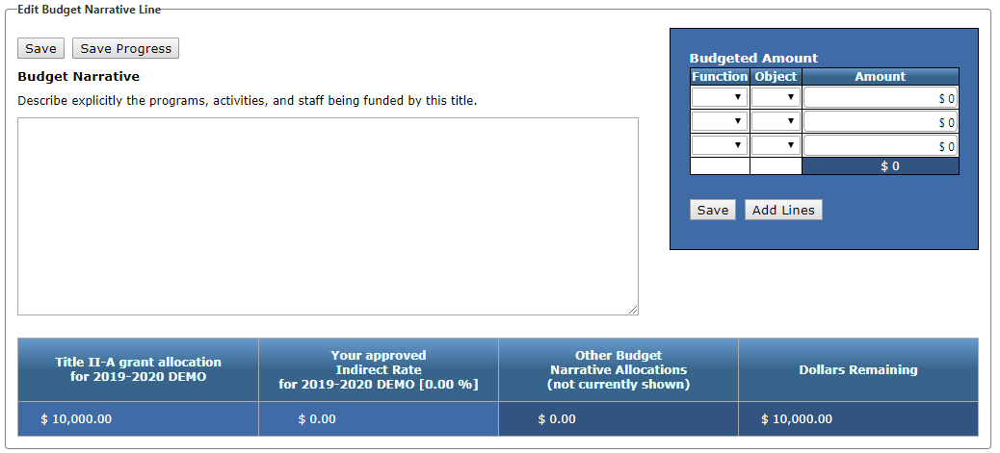 Edit Budget Narrative Line
Save Save Progress
Budget Narrative
Describe explicitly the programs, activities, and staff being funded by this title.
Budgeted Amount
Function Object Amount
$ 0
$ 0
$ 0
$ 0
Save Add Lines
Title II-A grant allocation
for 2019-2020 DEMO
Your approved
Indirect Rate
for 2019-2020 DEMO [0.00 %]
Other Budget
Narrative Allocations
(not currently shown)
Dollars Remaining
$ 10,000.00 $ 0.00 $ 0.00 $ 10,000.00